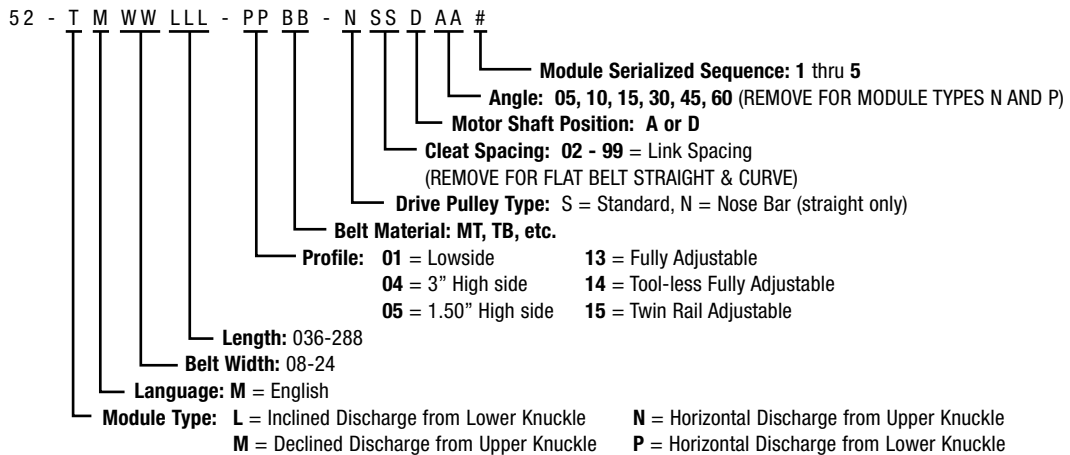 52 - T M WW LLL - PP BB - N SS D AA #
Module Serialized Sequence: 1 thru 5
Angle: 05, 10, 15, 30, 45, 60 (REMOVE FOR MODULE TYPES N AND P)
Motor Shaft Position: A or D
Cleat Spacing: 02 - 99 = Link Spacing
(REMOVE FOR FLAT BELT STRAIGHT & CURVE)
Drive Pulley Type: S = Standard, N = Nose Bar (straight only)
Belt Material: MT, TB, etc.
Profile: 01 = Lowside 13 = Fully Adjustable
04 = 3” High side 14 = Tool-less Fully Adjustable
05 = 1.50” High side 15 = Twin Rail Adjustable
Length: 036-288
Belt Width: 08-24
Language: M = English
Module Type: L = Inclined Discharge from Lower Knuckle N = Horizontal Discharge from Upper Knuckle
M = Declined Discharge from Upper Knuckle P = Horizontal Discharge from Lower Knuckle